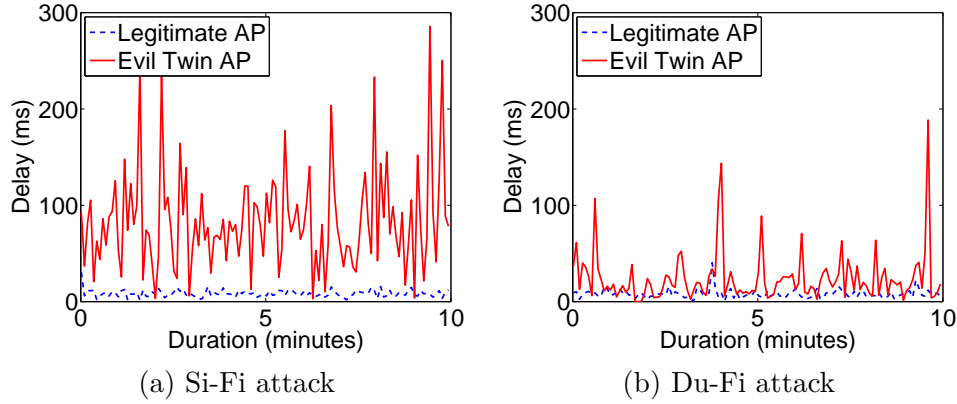 300
200
100
0
Delay (ms)
Legitimate AP
Evil Twin AP
0
5
10
Duration (minutes)
(a) Si-Fi attack
300
200
100
0
Delay (ms)
Legitimate AP
Evil Twin AP
0
5
10
Duration (minutes)
(b) Du-Fi attack